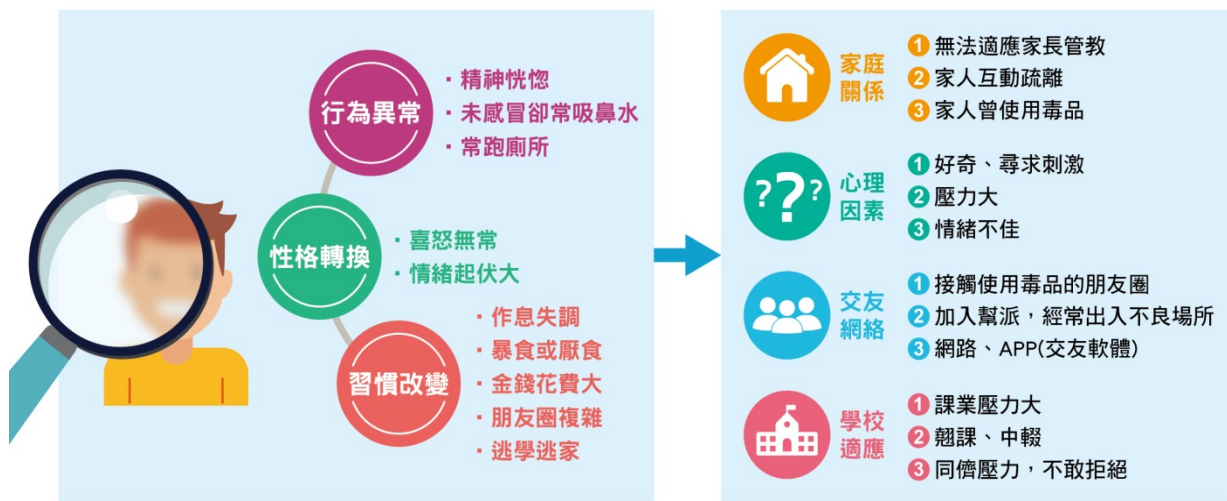 行為異常
・精神恍惚
・未感冒卻常吸鼻水
・常跑廁所
性格轉換
・喜怒無常
・情緒起伏大
習慣改變
・作息失調
・暴食或厭食
・金錢花費大
・朋友圈複雜
・逃學逃家
家庭
關係
1 無法適應家長管教
2 家人互動疏離
3 家人曾使用毒品
???
心理
因素
1 好奇、尋求刺激
2 壓力大
3 情緒不佳
交友
網絡
1 接觸使用毒品的朋友圈
2 加入幫派，經常出入不良場所
3 網路、APP(交友軟體)
學校
適應
1 課業壓力大
2 翹課、中輟
3 同儕壓力，不敢拒絕